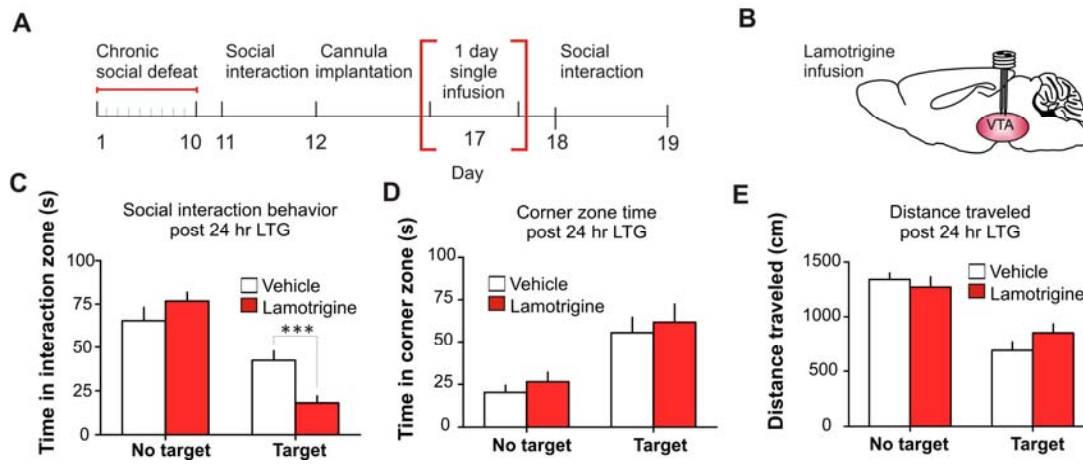 A
Chronic
social defeat
Social
interaction
Cannula
implantation
1 day
single
infusion
Social
interaction
1
10
11
12
17
18
19
Day
B
Lamotrigine
infusion
VTA
C
Social interaction behavior
post 24 hr LTG
Time in interaction zone (s)
100
75
50
25
0
Vehicle
Lamotrigine
***
No target
Target
D
Corner zone time
post 24 hr LTG
Time in corner zone (s)
100
75
50
25
0
Vehicle
Lamotrigine
No target
Target
E
Distance traveled
post 24 hr LTG
Distance traveled (cm)
1500
1000
500
0
Vehicle
Lamotrigine
No target
Target